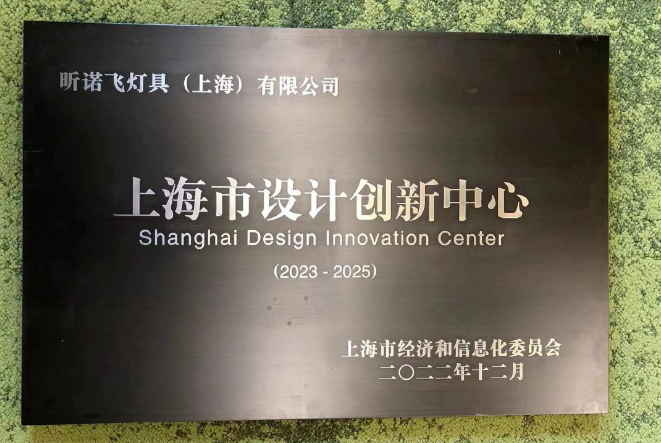 昕诺飞灯具（上海）有限公司
上海市设计创新中心
Shanghai Design Innovation Center
(2023 - 2025)
上海市经济和信息化委员会
二〇二二年十二月